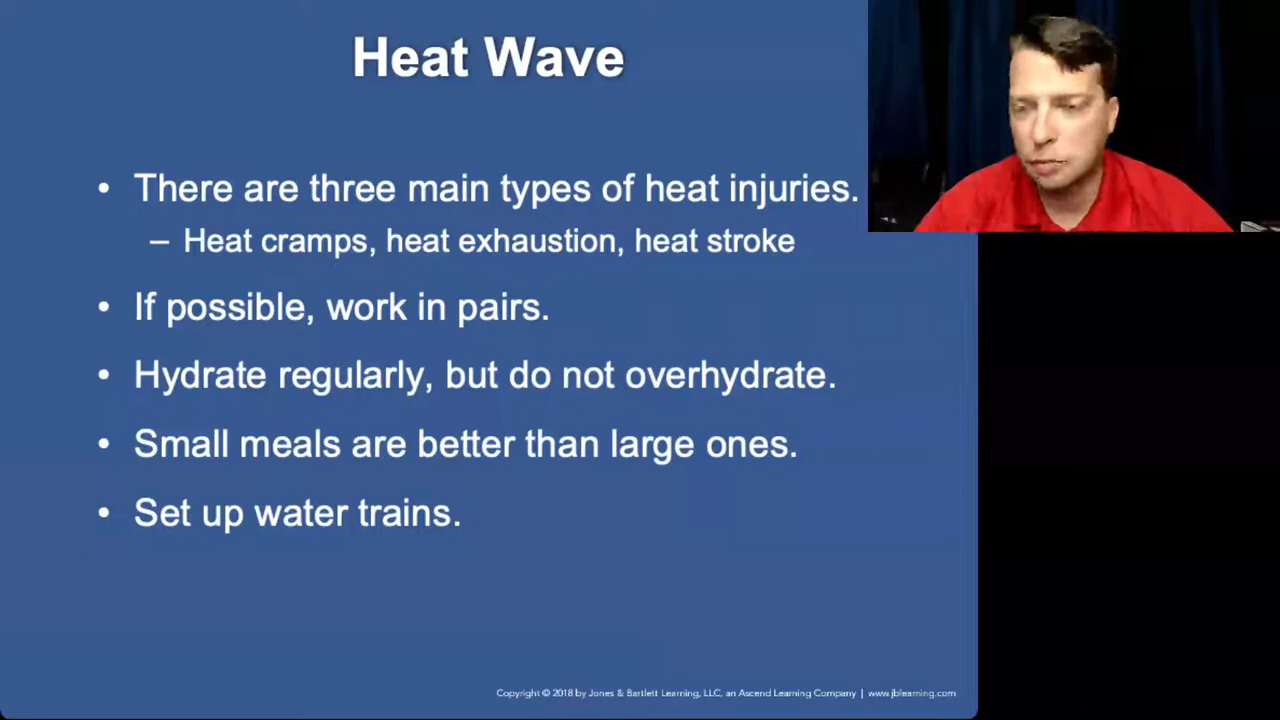 Heat Wave
• There are three main types of heat injuries.
– Heat cramps, heat exhaustion, heat stroke
• If possible, work in pairs.
• Hydrate regularly, but do not overhydrate.
• Small meals are better than large ones.
• Set up water trains.
Copyright © 2018 by Jones & Bartlett Learning, LLC, an Ascend Learning Company | www.jblearning.com